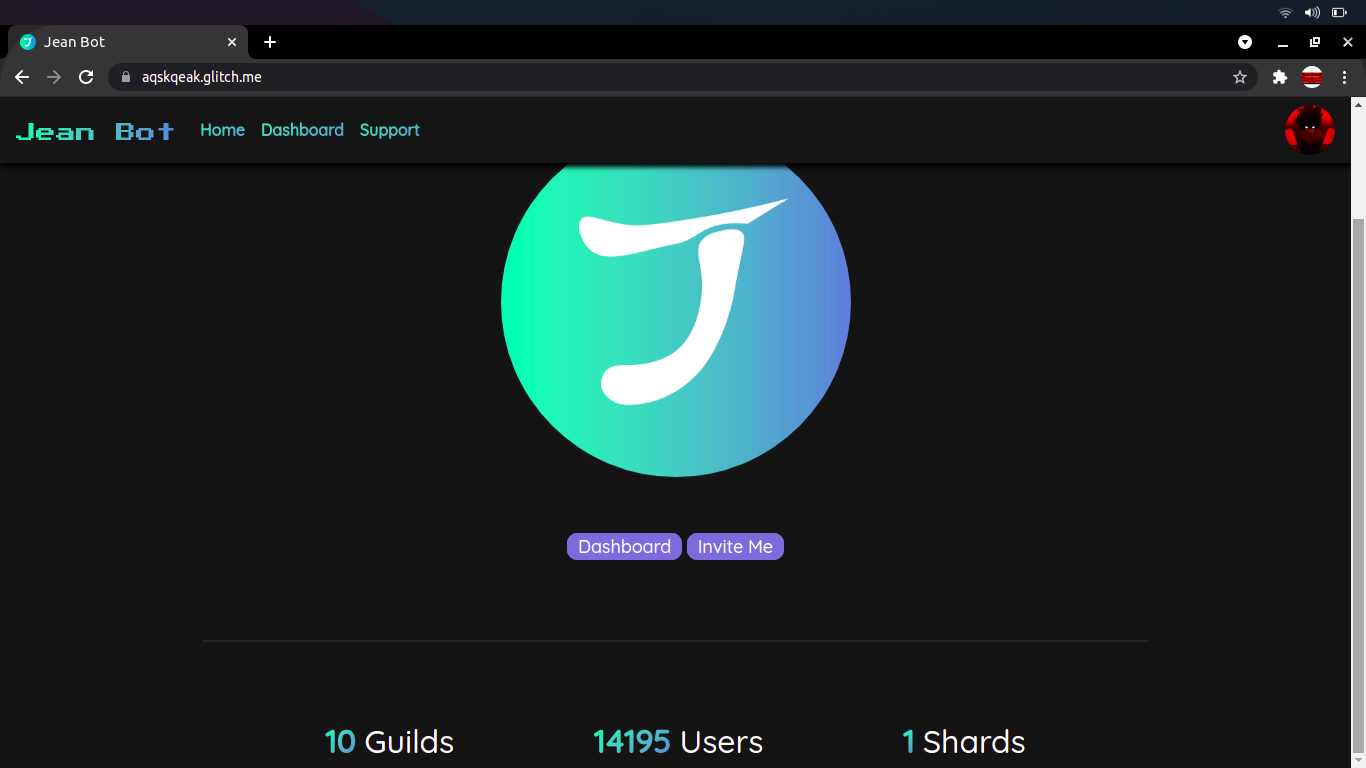 Jean Bot
aqskqeak.glitch.me
Jean Bot Home Dashboard Support
Dashboard Invite Me
10 Guilds 14195 Users 1 Shards